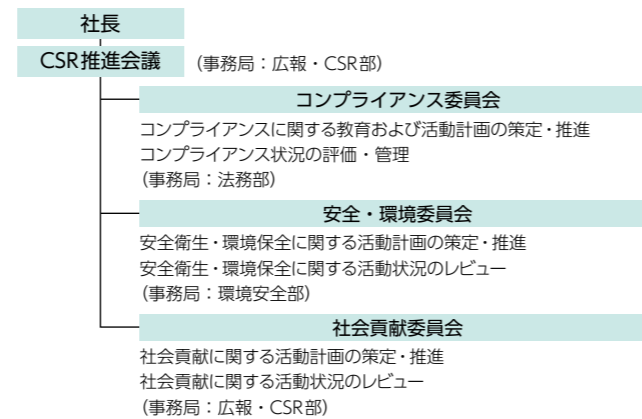 社長
CSR推進会議 (事務局：広報・CSR部)
コンプライアンス委員会
コンプライアンスに関する教育および活動計画の策定・推進
コンプライアンス状況の評価・管理
(事務局：法務部)
安全・環境委員会
安全衛生・環境保全に関する活動計画の策定・推進
安全衛生・環境保全に関する活動状況のレビュー
(事務局：環境安全部)
社会貢献委員会
社会貢献に関する活動計画の策定・推進
社会貢献に関する活動状況のレビュー
(事務局：広報・CSR部)